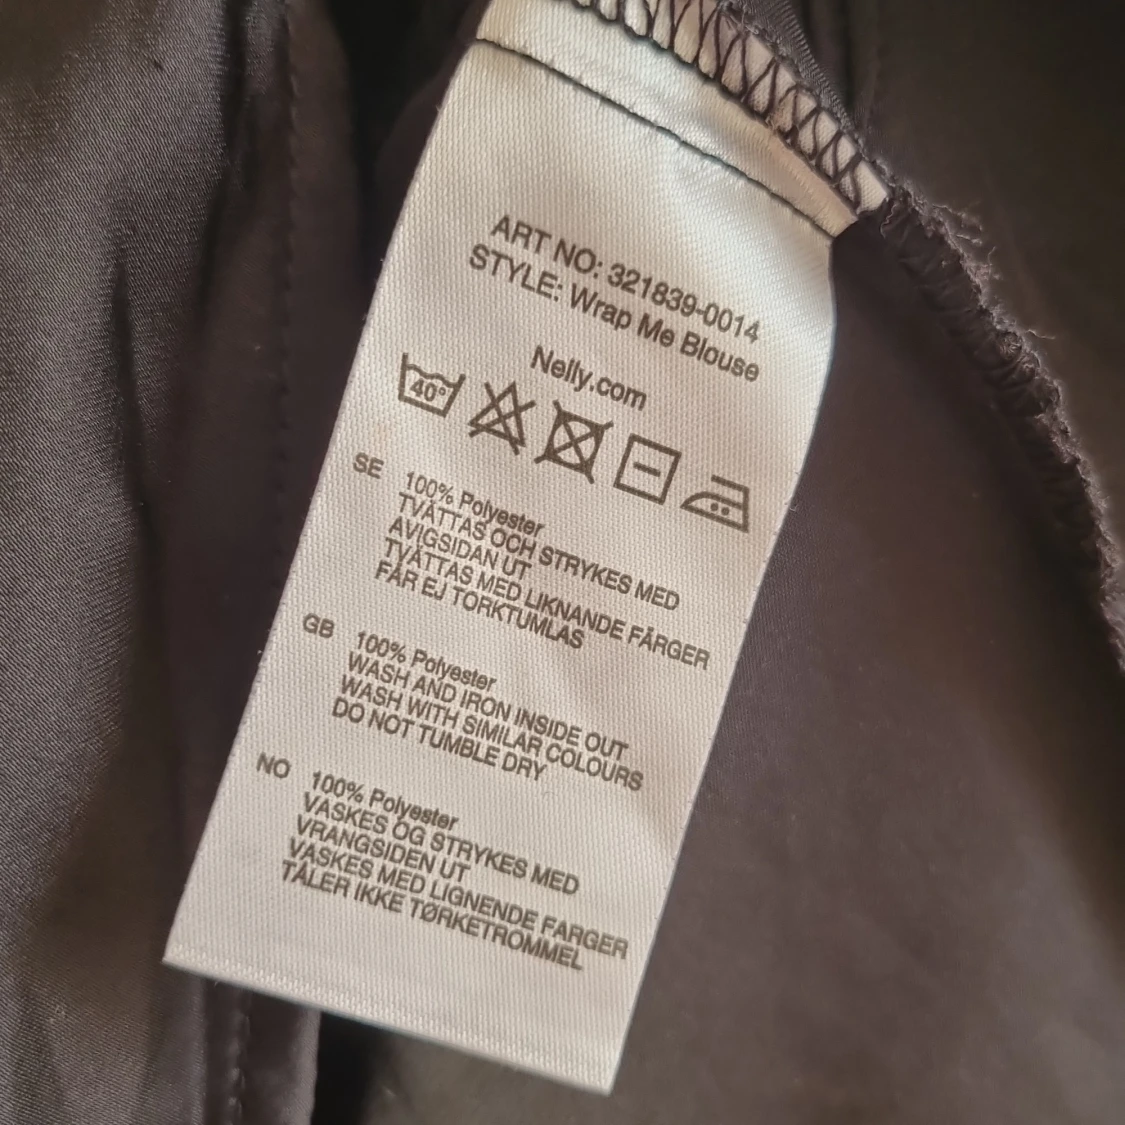 ART NO: 321839-0014
STYLE: Wrap Me Blouse
Nelly.com
40°
SE 100% Polyester
TVÄTTAS OCH STRYKES MED
AVIGSIDAN UT
TVÄTTAS MED LIKNANDE FÄRGER
FÅR EJ TORKTUMLAS
GB 100% Polyester
WASH AND IRON INSIDE OUT
WASH WITH SIMILAR COLOURS
DO NOT TUMBLE DRY
NO 100% Polyester
VASKES OG STRYKES MED
VRANGSIDEN UT
VASKES MED LIGNENDE FARGER
TÅLER IKKE TØRKETROMMEL